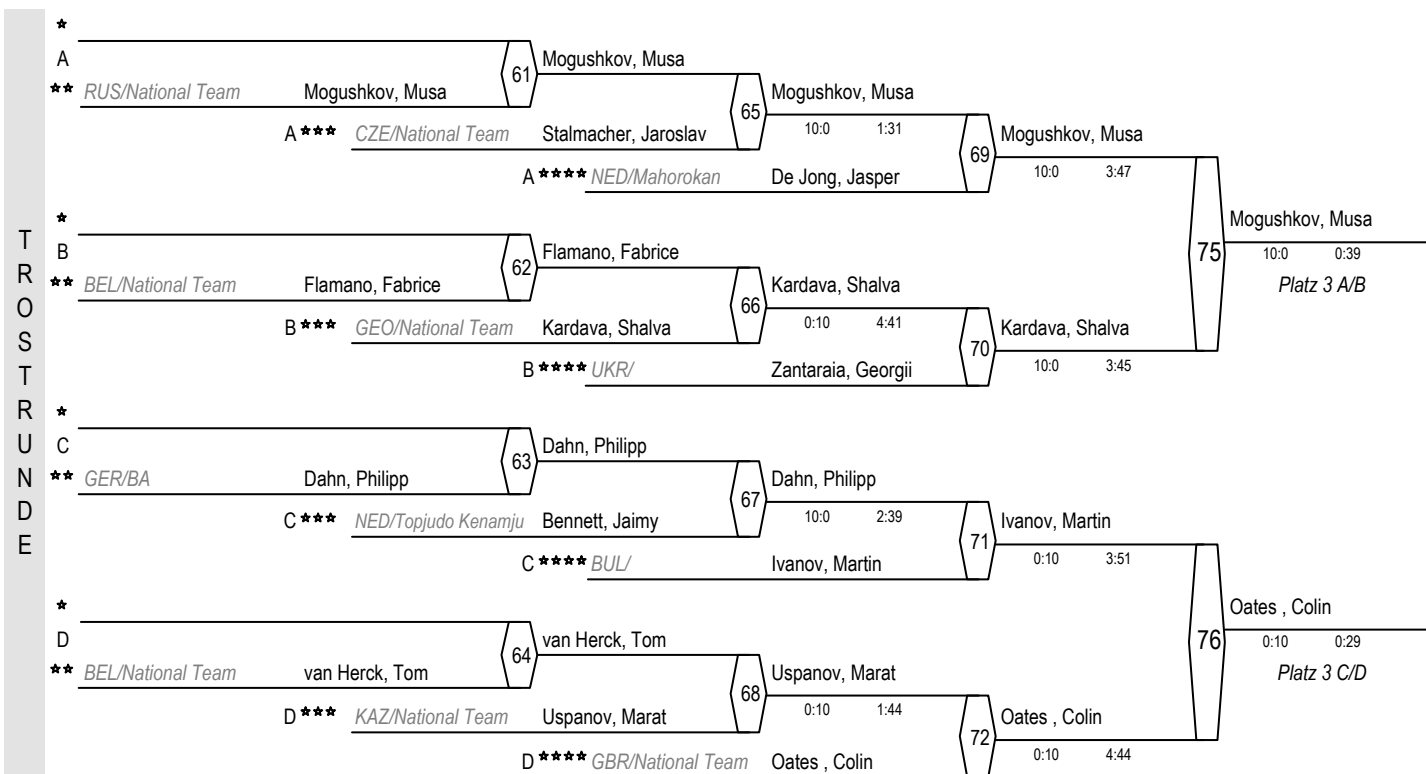 TROSTRUNDE
*
A
61 Mogushkov, Musa
** RUS/National Team Mogushkov, Musa
65 Mogushkov, Musa
10:0 1:31
A *** CZE/National Team Stalmacher, Jaroslav
69 Mogushkov, Musa
10:0 3:47
A **** NED/Mahorokan De Jong, Jasper
*
B
62 Flamano, Fabrice
** BEL/National Team Flamano, Fabrice
66 Kardava, Shalva
0:10 4:41
B *** GEO/National Team Kardava, Shalva
70 Kardava, Shalva
10:0 3:45
B **** UKR/ Zantaraia, Georgii
75 Mogushkov, Musa
10:0 0:39
Platz 3 A/B
*
C
63 Dahn, Philipp
** GER/BA Dahn, Philipp
67 Dahn, Philipp
10:0 2:39
C *** NED/Topjudo Kenamju Bennett, Jaimy
71 Ivanov, Martin
0:10 3:51
C **** BUL/ Ivanov, Martin
*
D
64 van Herck, Tom
** BEL/National Team van Herck, Tom
68 Uspanov, Marat
0:10 1:44
D *** KAZ/National Team Uspanov, Marat
72 Oates , Colin
0:10 4:44
D **** GBR/National Team Oates , Colin
76 Oates , Colin
0:10 0:29
Platz 3 C/D